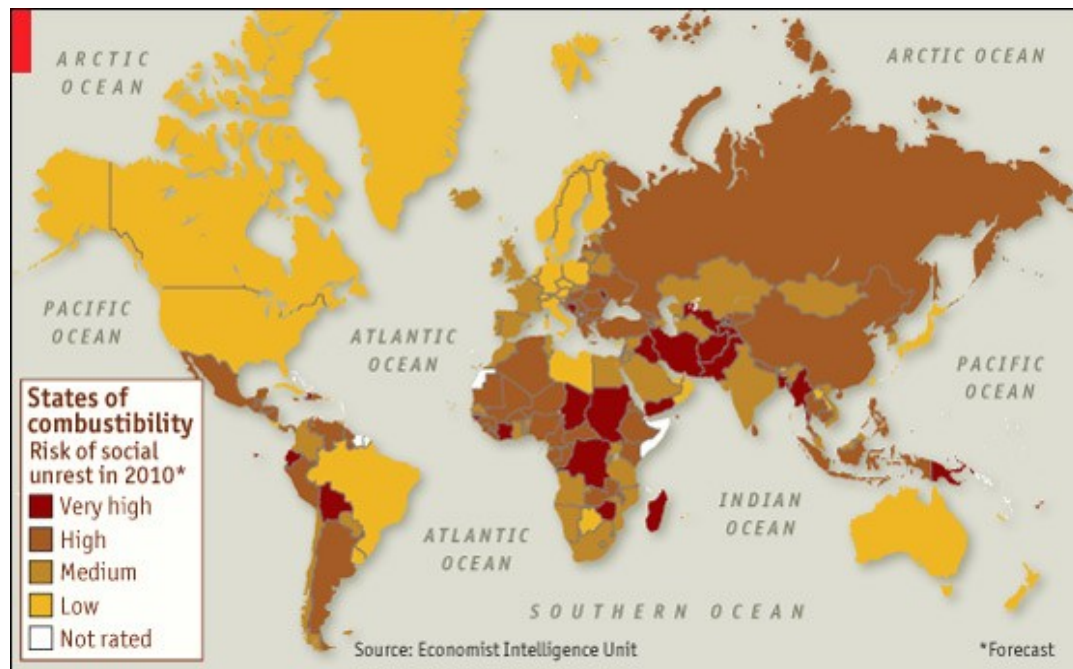 ARCTIC
OCEAN
ARCTIC OCEAN
PACIFIC
OCEAN
ATLANTIC
OCEAN
PACIFIC
OCEAN
States of
combustibility
Risk of social
unrest in 2010*
Very high
High
Medium
Low
Not rated
ATLANTIC
OCEAN
INDIAN
OCEAN
SOUTHERN OCEAN
Source: Economist Intelligence Unit
*Forecast